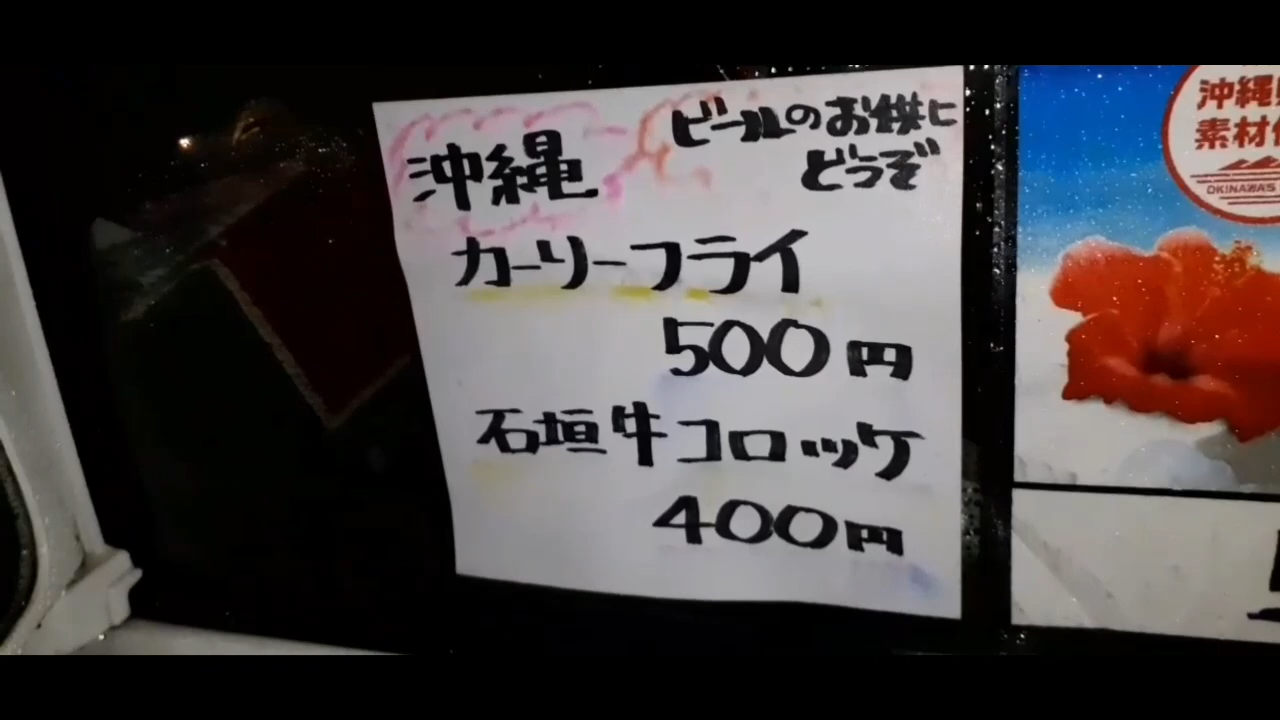 沖縄
ビールのお供に
どうぞ
カーリーフライ
500円
石垣牛コロッケ
400円
沖縄
素材
OKINAWA'S